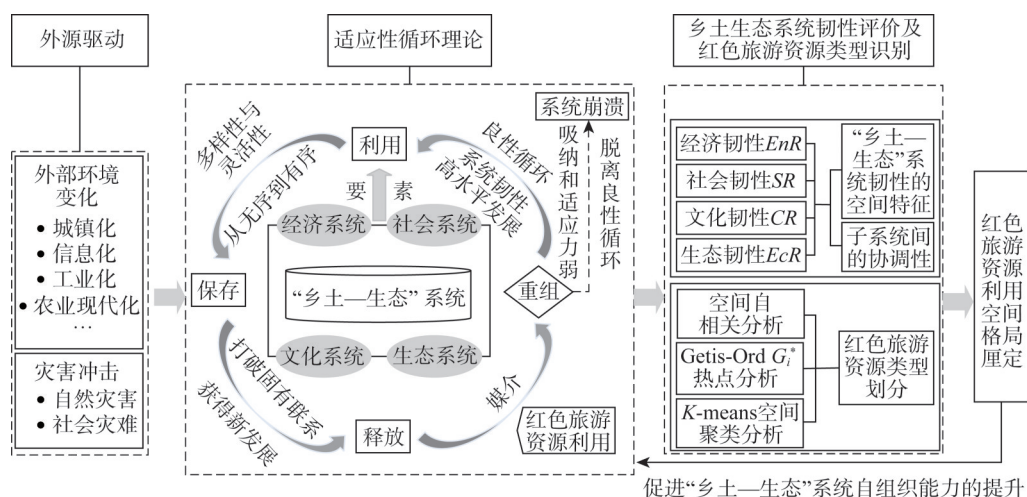 外源驱动
外部环境
变化
• 城镇化
• 信息化
• 工业化
• 农业现代化
…
灾害冲击
• 自然灾害
• 社会灾难
适应性循环理论
多样性与
灵活性
从无序到有序
利用
良性循环
系统韧性
高水平发展
系统崩溃
吸纳和适应力弱
脱离良性循环
要 素
经济系统
社会系统
保存
“乡土—生态”系统
重组
文化系统
生态系统
打破固有联系
获得新发展
释放
媒介
红色旅游
资源利用
乡土生态系统韧性评价及
红色旅游资源类型识别
经济韧性EnR
社会韧性SR
文化韧性CR
生态韧性EcR
“乡土—
生态”系
统韧性的
空间特征
子系统间
的协调性
空间自
相关分析
Getis-Ord Gi*
热点分析
K-means空间
聚类分析
红色旅游
资源类型
划分
红色旅游资源利用空间格局厘定
促进“乡土—生态”系统自组织能力的提升